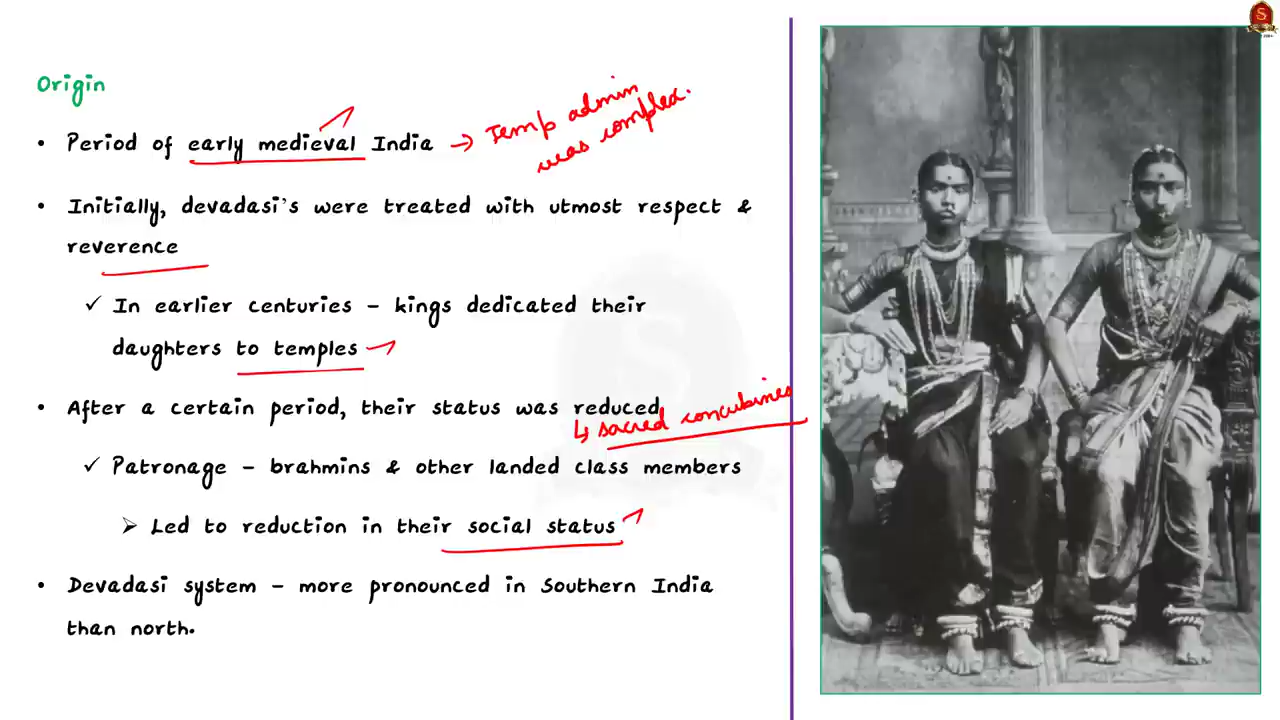 Origin
• Period of early medieval India → Temp admin
was complex.
• Initially, devadasi's were treated with utmost respect &
reverence
✓ In earlier centuries – kings dedicated their
daughters to temples
• After a certain period, their status was reduced
↳ sacred concubines
✓ Patronage – brahmins & other landed class members
➢ Led to reduction in their social status
• Devadasi system – more pronounced in Southern India
than north.
S
S